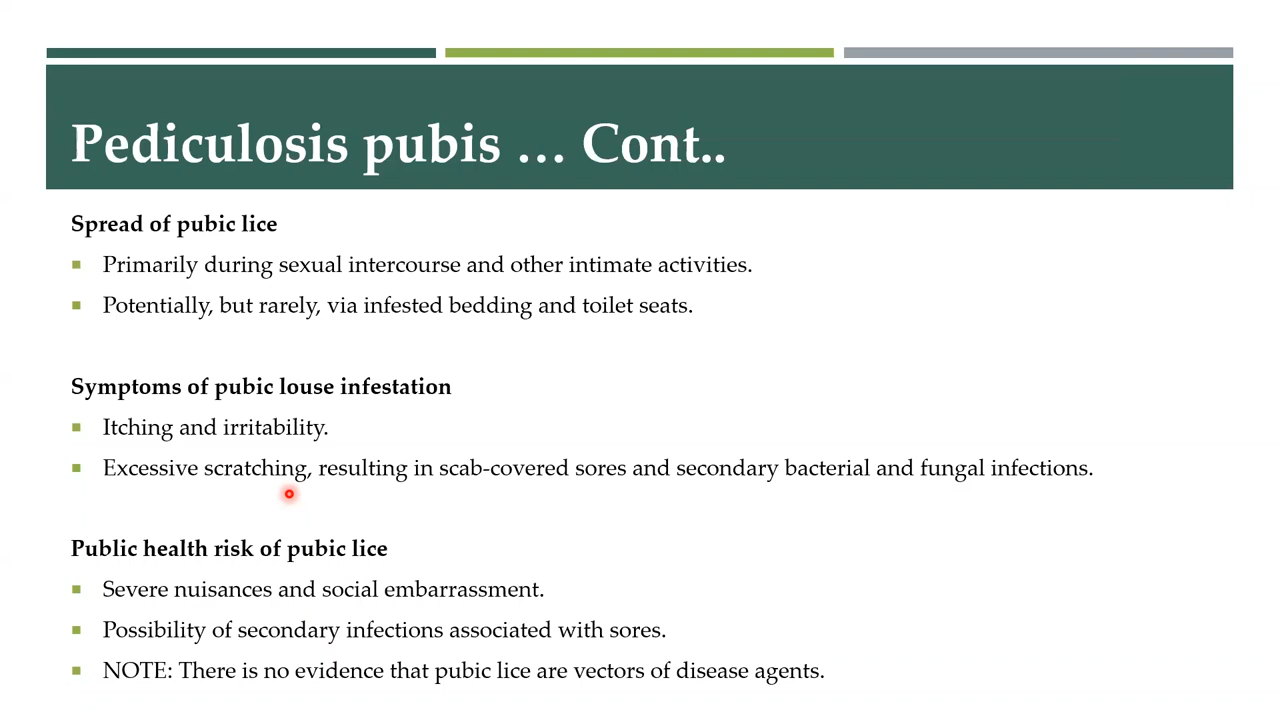 Pediculosis pubis … Cont..
Spread of pubic lice
Primarily during sexual intercourse and other intimate activities.
Potentially, but rarely, via infested bedding and toilet seats.
Symptoms of pubic louse infestation
Itching and irritability.
Excessive scratching, resulting in scab-covered sores and secondary bacterial and fungal infections.
Public health risk of pubic lice
Severe nuisances and social embarrassment.
Possibility of secondary infections associated with sores.
NOTE: There is no evidence that pubic lice are vectors of disease agents.